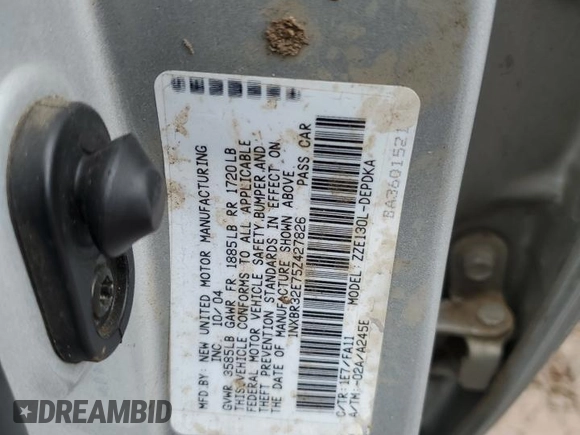 MFD. BY: NEW UNITED MOTOR MANUFACTURING
INC. 10/04
GVWR 3585LB GAWR FR 1885LB RR 1720LB
THIS VEHICLE CONFORMS TO ALL APPLICABLE
FEDERAL MOTOR VEHICLE SAFETY, BUMPER, AND
THEFT PREVENTION STANDARDS IN EFFECT ON
THE DATE OF MANUFACTURE SHOWN ABOVE.
1NXBR32E75Z427826 PASS CAR
C/TR: 1E7/FA11 MODEL: ZZE130L-DEPDKA
A/TM: -02A/A245E
BA3601521
DIDMYCARCRASH.COM